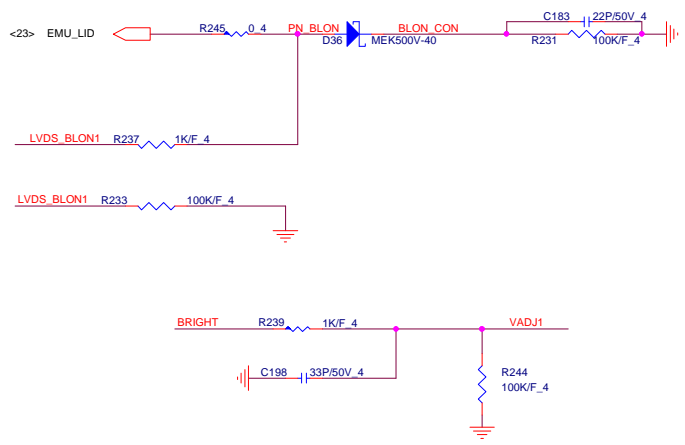 C183 22P/50V_4
<23> EMU_LID R245 0_4 PN_BLON BLON_CON
D36 MEK500V-40 R231 100K/F_4
LVDS_BLON1 R237 1K/F_4
LVDS_BLON1 R233 100K/F_4
BRIGHT R239 1K/F_4 VADJ1
C198 33P/50V_4 R244
100K/F_4